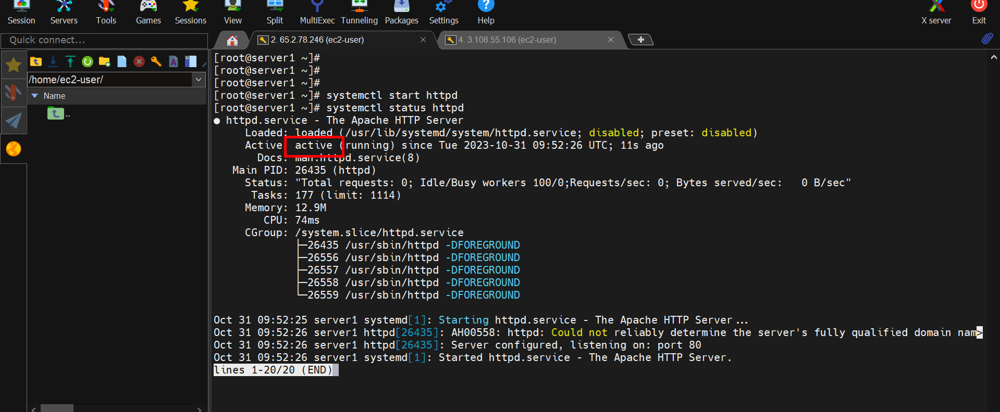 Session Servers Tools Games Sessions View Split MultiExec Tunneling Packages Settings Help X server Exit
Quick connect...
2. 65.2.78.246 (ec2-user)
4. 3.108.55.106 (ec2-user)
/home/ec2-user/
Name
..
[root@server1 ~]#
[root@server1 ~]#
[root@server1 ~]#
[root@server1 ~]# systemctl start httpd
[root@server1 ~]# systemctl status httpd
● httpd.service - The Apache HTTP Server
Loaded: loaded (/usr/lib/systemd/system/httpd.service; disabled; preset: disabled)
Active: active (running) since Tue 2023-10-31 09:52:26 UTC; 11s ago
Docs: man:httpd.service(8)
Main PID: 26435 (httpd)
Status: "Total requests: 0; Idle/Busy workers 100/0;Requests/sec: 0; Bytes served/sec:   0 B/sec"
Tasks: 177 (limit: 1114)
Memory: 12.9M
CPU: 74ms
CGroup: /system.slice/httpd.service
├─26435 /usr/sbin/httpd -DFOREGROUND
├─26556 /usr/sbin/httpd -DFOREGROUND
├─26557 /usr/sbin/httpd -DFOREGROUND
├─26558 /usr/sbin/httpd -DFOREGROUND
└─26559 /usr/sbin/httpd -DFOREGROUND
Oct 31 09:52:25 server1 systemd[1]: Starting httpd.service - The Apache HTTP Server...
Oct 31 09:52:26 server1 httpd[26435]: AH00558: httpd: Could not reliably determine the server's fully qualified domain nam>
Oct 31 09:52:26 server1 httpd[26435]: Server configured, listening on: port 80
Oct 31 09:52:26 server1 systemd[1]: Started httpd.service - The Apache HTTP Server.
lines 1-20/20 (END)